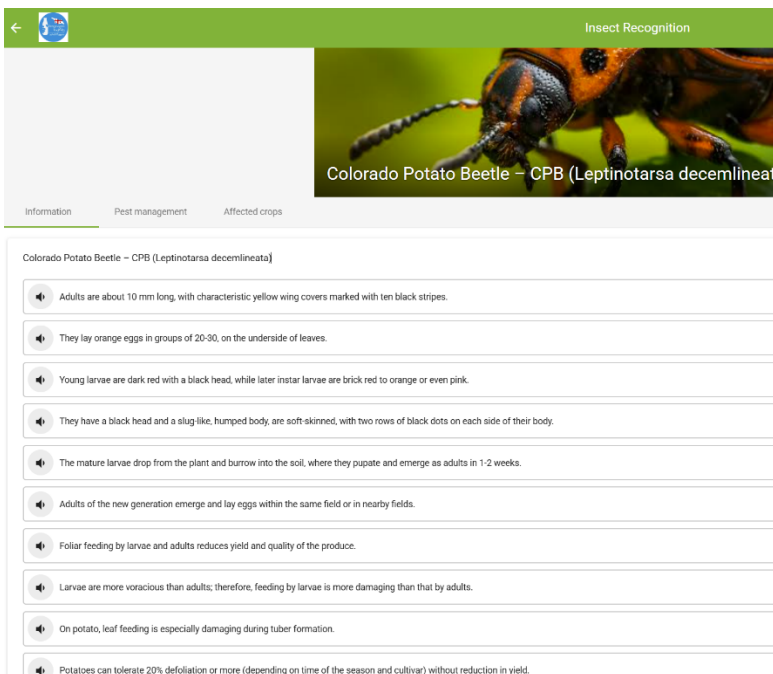 Insect Recognition
Colorado Potato Beetle – CPB (Leptinotarsa decemlineat
Information
Pest management
Affected crops
Colorado Potato Beetle – CPB (Leptinotarsa decemlineata)
Adults are about 10 mm long, with characteristic yellow wing covers marked with ten black stripes.
They lay orange eggs in groups of 20-30, on the underside of leaves.
Young larvae are dark red with a black head, while later instar larvae are brick red to orange or even pink.
They have a black head and a slug-like, humped body, are soft-skinned, with two rows of black dots on each side of their body.
The mature larvae drop from the plant and burrow into the soil, where they pupate and emerge as adults in 1-2 weeks.
Adults of the new generation emerge and lay eggs within the same field or in nearby fields.
Foliar feeding by larvae and adults reduces yield and quality of the produce.
Larvae are more voracious than adults; therefore, feeding by larvae is more damaging than that by adults.
On potato, leaf feeding is especially damaging during tuber formation.
Potatoes can tolerate 20% defoliation or more (depending on time of the season and cultivar) without reduction in yield.